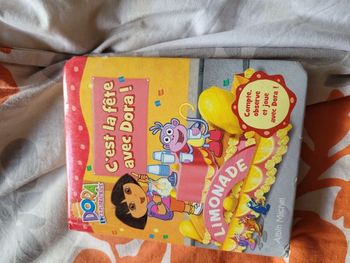 C'est la fête
avec Dora !
Compte,
observe
et joue
avec Dora !
LIMONADE
DORA
Albin Michel